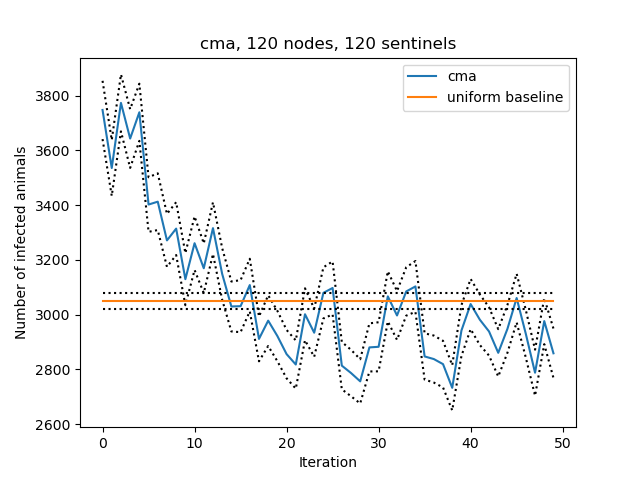 cma, 120 nodes, 120 sentinels
cma
uniform baseline
Number of infected animals
3800
3600
3400
3200
3000
2800
2600
0 10 20 30 40 50
Iteration